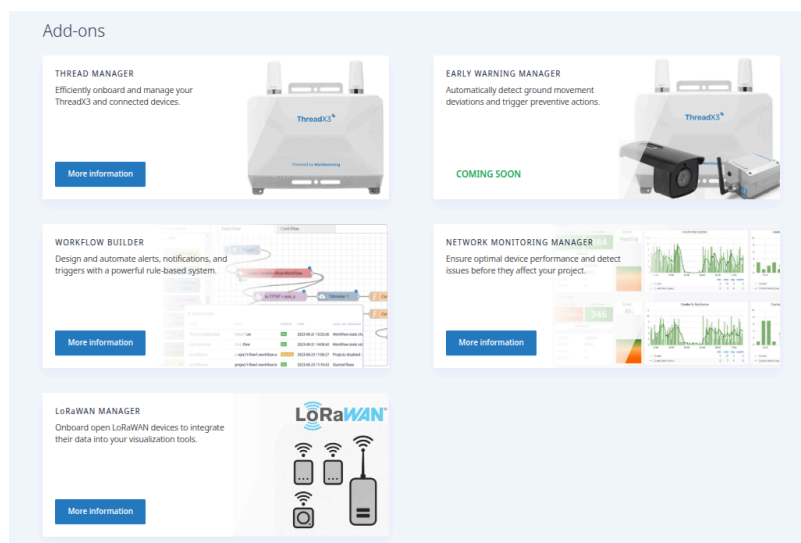 Add-ons
THREAD MANAGER
Efficiently onboard and manage your
ThreadX3 and connected devices.
More information
ThreadX3
Powered by Worldsensing
EARLY WARNING MANAGER
Automatically detect ground movement
deviations and trigger preventive actions.
COMING SOON
ThreadX3
WORKFLOW BUILDER
Design and automate alerts, notifications, and
triggers with a powerful rule-based system.
More information
NETWORK MONITORING MANAGER
Ensure optimal device performance and detect
issues before they affect your project.
More information
346
LoRaWAN MANAGER
Onboard open LoRaWAN devices to integrate
their data into your visualization tools.
More information
LoRaWAN